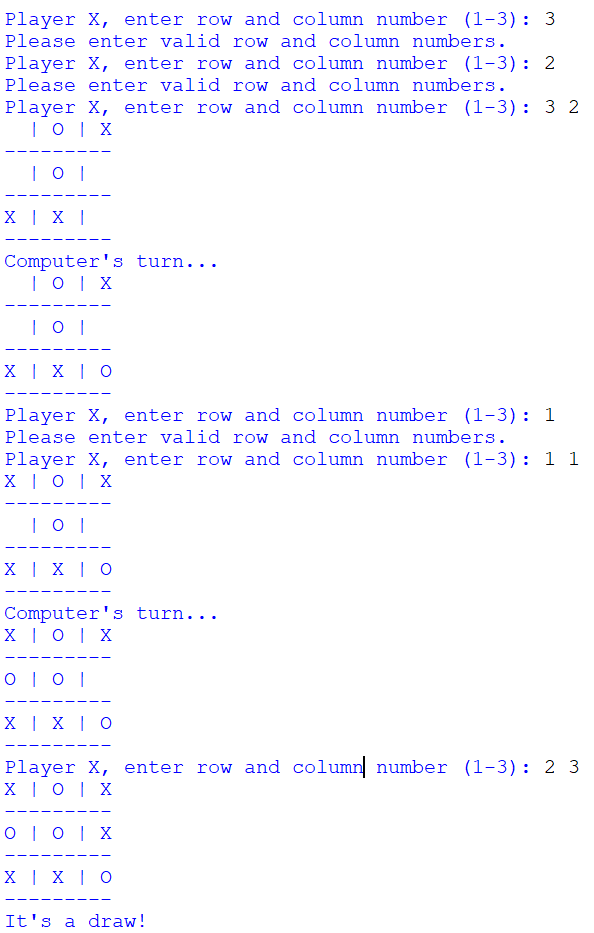 Player X, enter row and column number (1-3): 3
Please enter valid row and column numbers.
Player X, enter row and column number (1-3): 2
Please enter valid row and column numbers.
Player X, enter row and column number (1-3): 3 2
  | O | X
---------
  | O |
---------
X | X |
---------
Computer's turn...
  | O | X
---------
  | O |
---------
X | X | O
---------
Player X, enter row and column number (1-3): 1
Please enter valid row and column numbers.
Player X, enter row and column number (1-3): 1 1
X | O | X
---------
  | O |
---------
X | X | O
---------
Computer's turn...
X | O | X
---------
O | O |
---------
X | X | O
---------
Player X, enter row and column number (1-3): 2 3
X | O | X
---------
O | O | X
---------
X | X | O
---------
It's a draw!